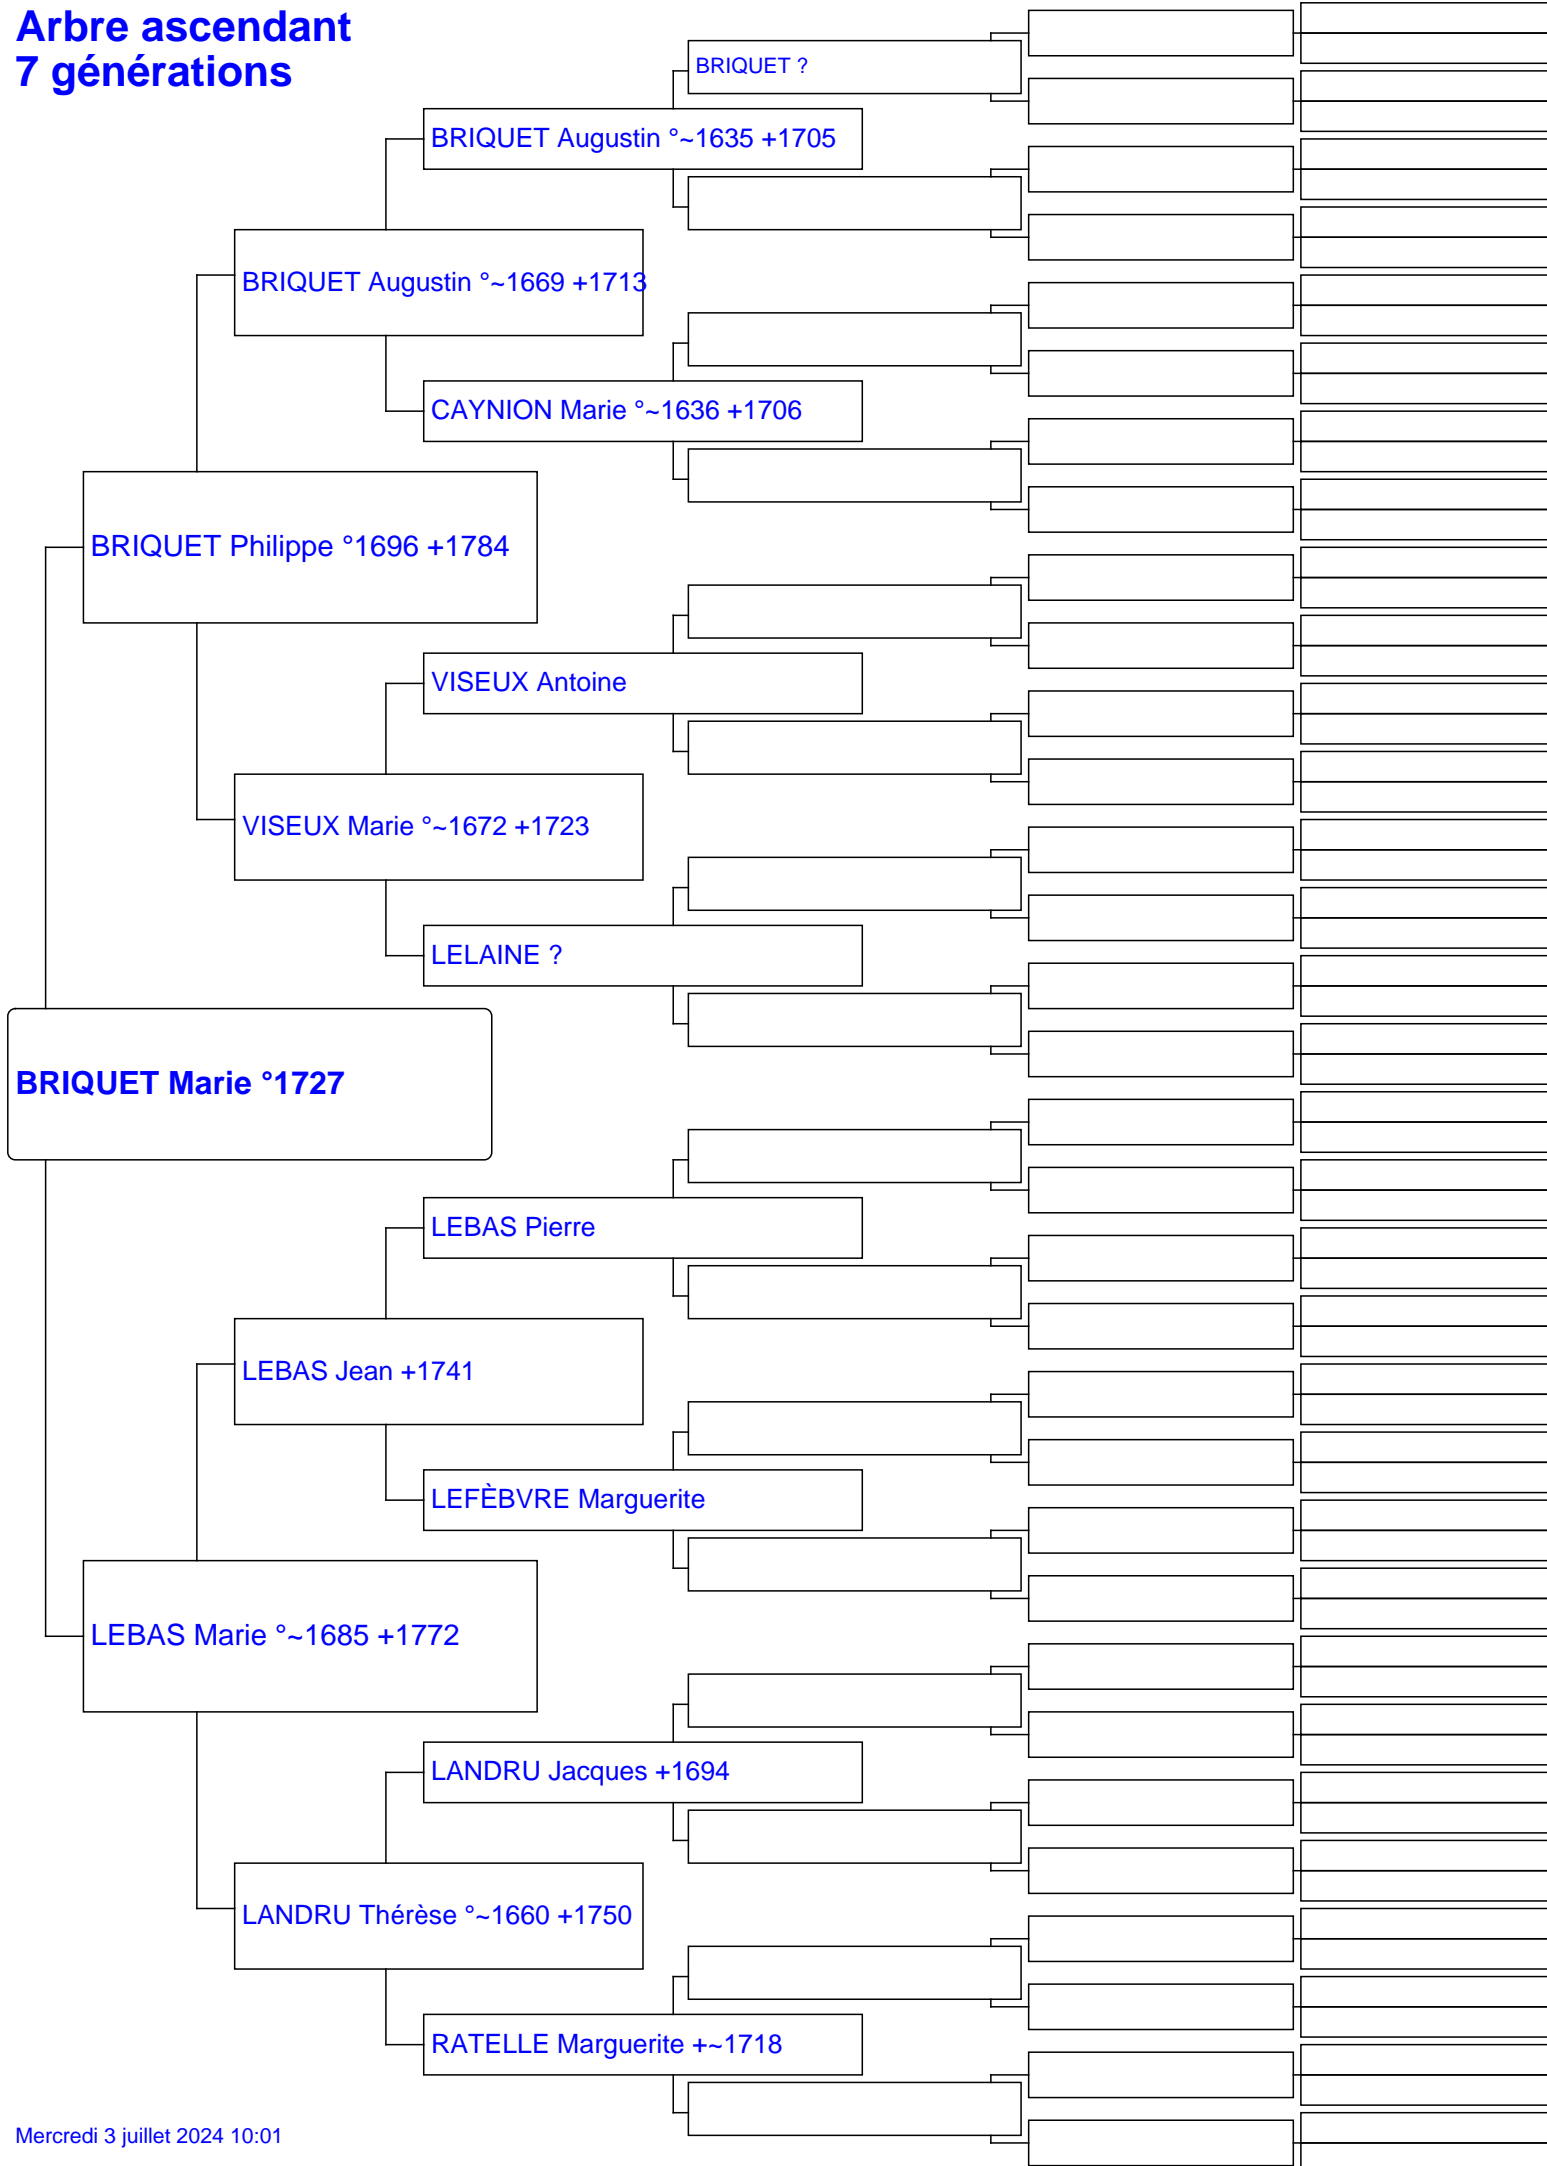 Arbre ascendant
7 générations
BRIQUET ?
BRIQUET Augustin °~1635 +1705
BRIQUET Augustin °~1669 +1713
CAYNION Marie °~1636 +1706
BRIQUET Philippe °1696 +1784
VISEUX Antoine
VISEUX Marie °~1672 +1723
LELAINE ?
BRIQUET Marie °1727
LEBAS Pierre
LEBAS Jean +1741
LEFÈBVRE Marguerite
LEBAS Marie °~1685 +1772
LANDRU Jacques +1694
LANDRU Thérèse °~1660 +1750
RATELLE Marguerite +~1718
Mercredi 3 juillet 2024 10:01